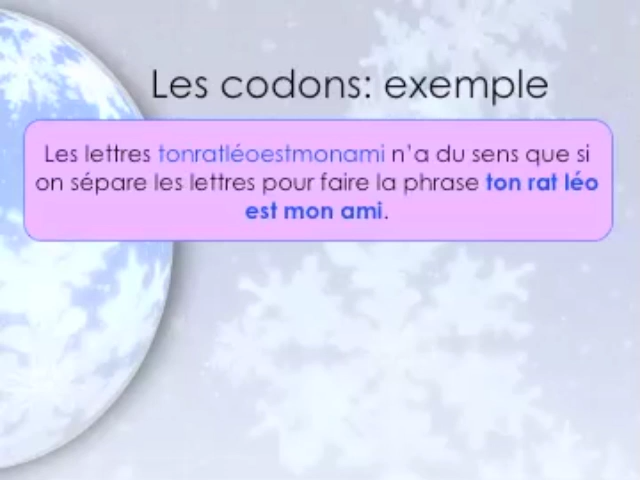 Les codons: exemple
Les lettres tonratléoestmonami n'a du sens que si
on sépare les lettres pour faire la phrase ton rat léo
est mon ami.